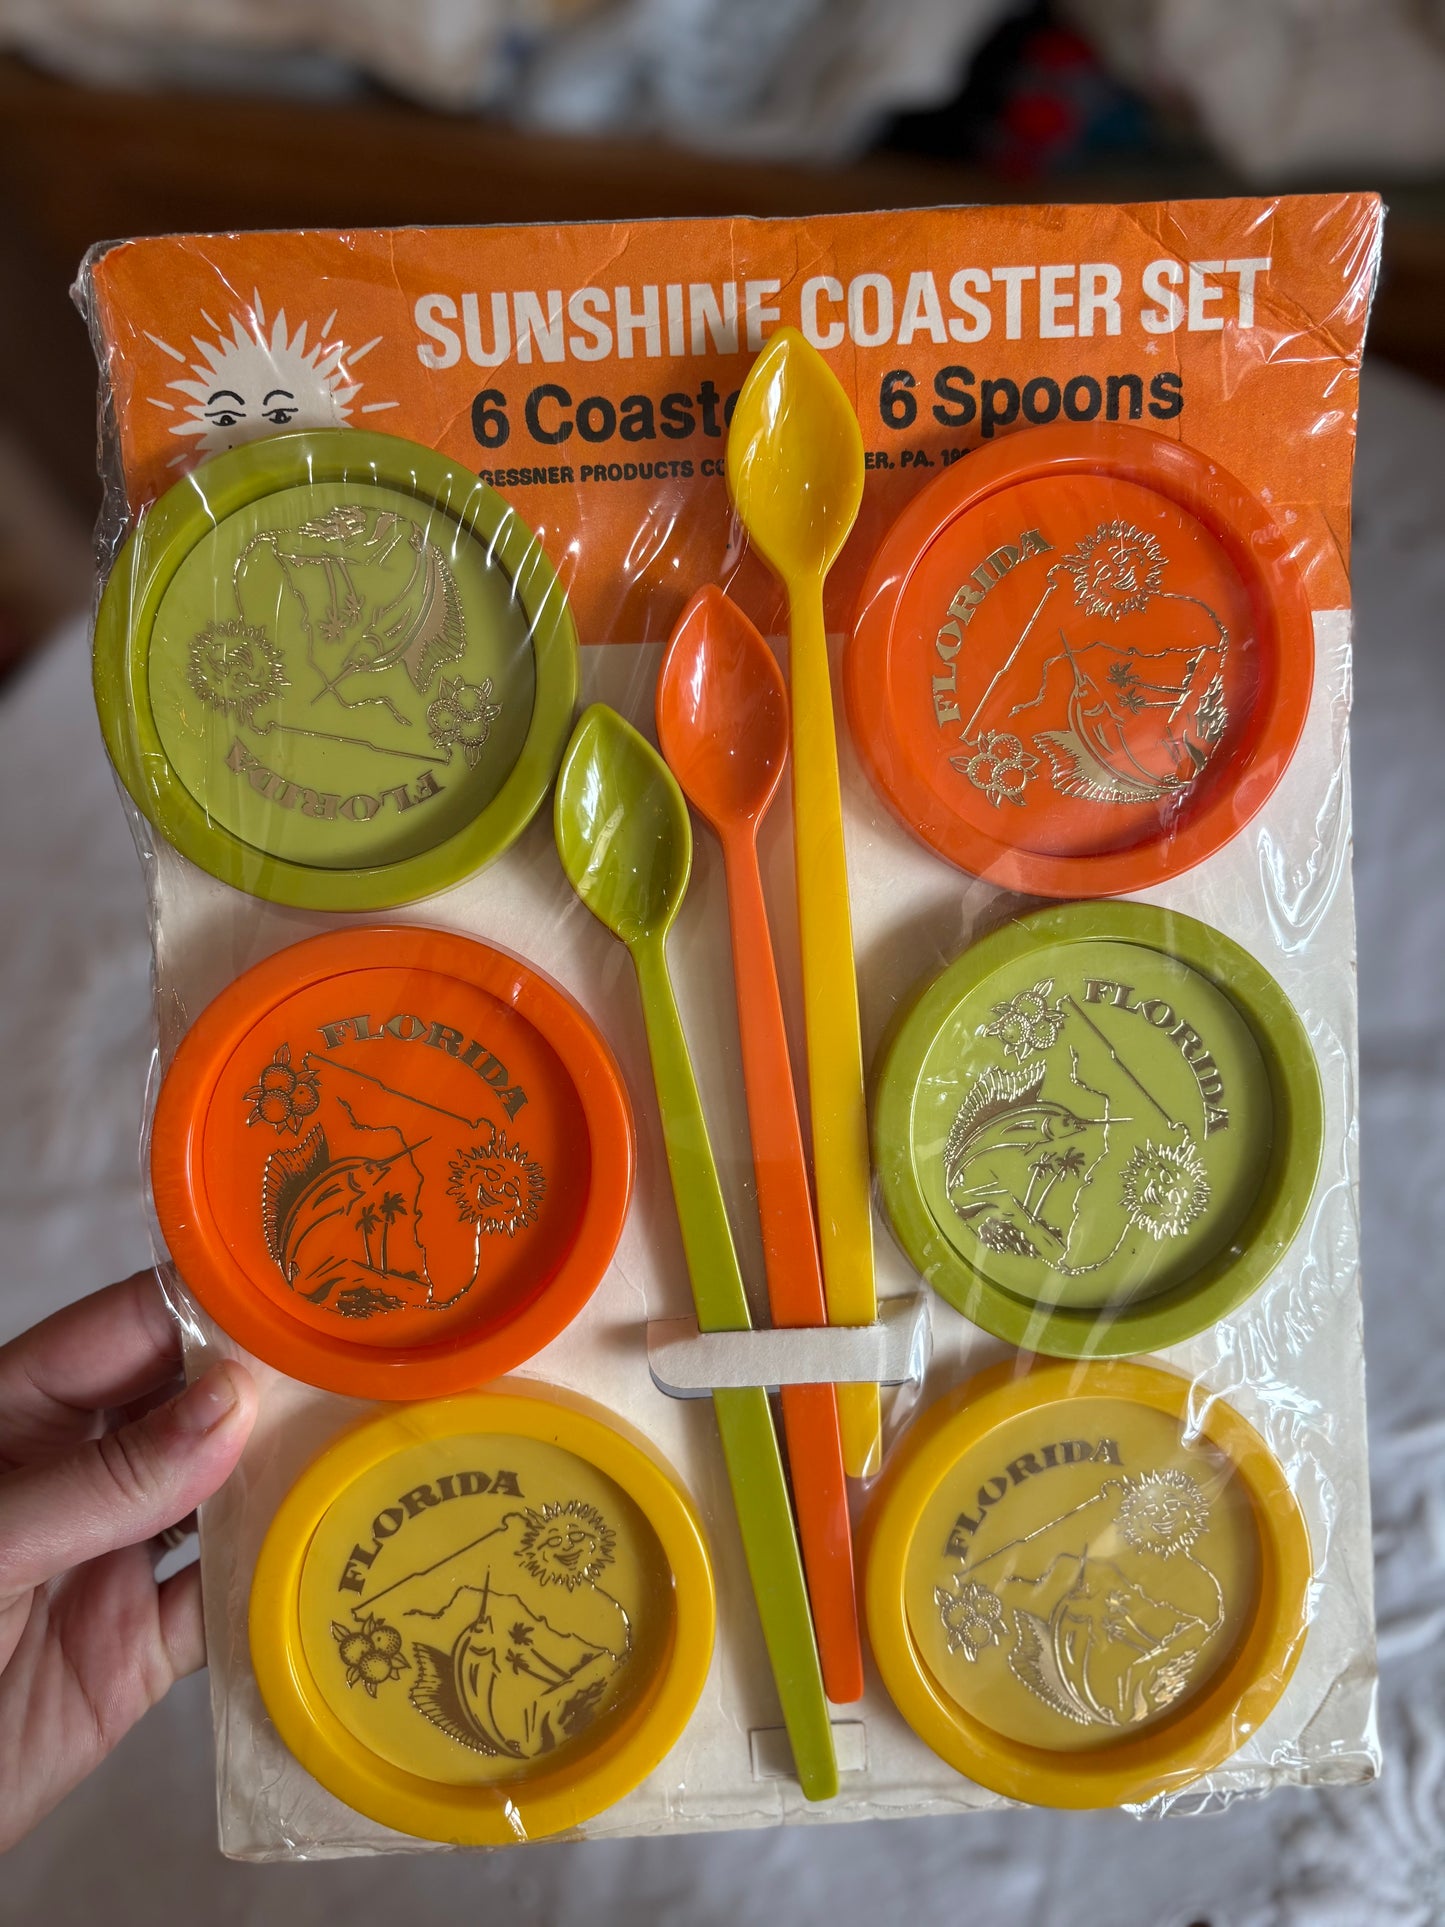 SUNSHINE COASTER SET
6 Coaste 6 Spoons
GESSNER PRODUCTS CO ER, PA.
FLORIDA
FLORIDA
FLORIDA
FLORIDA
FLORIDA
FLORIDA